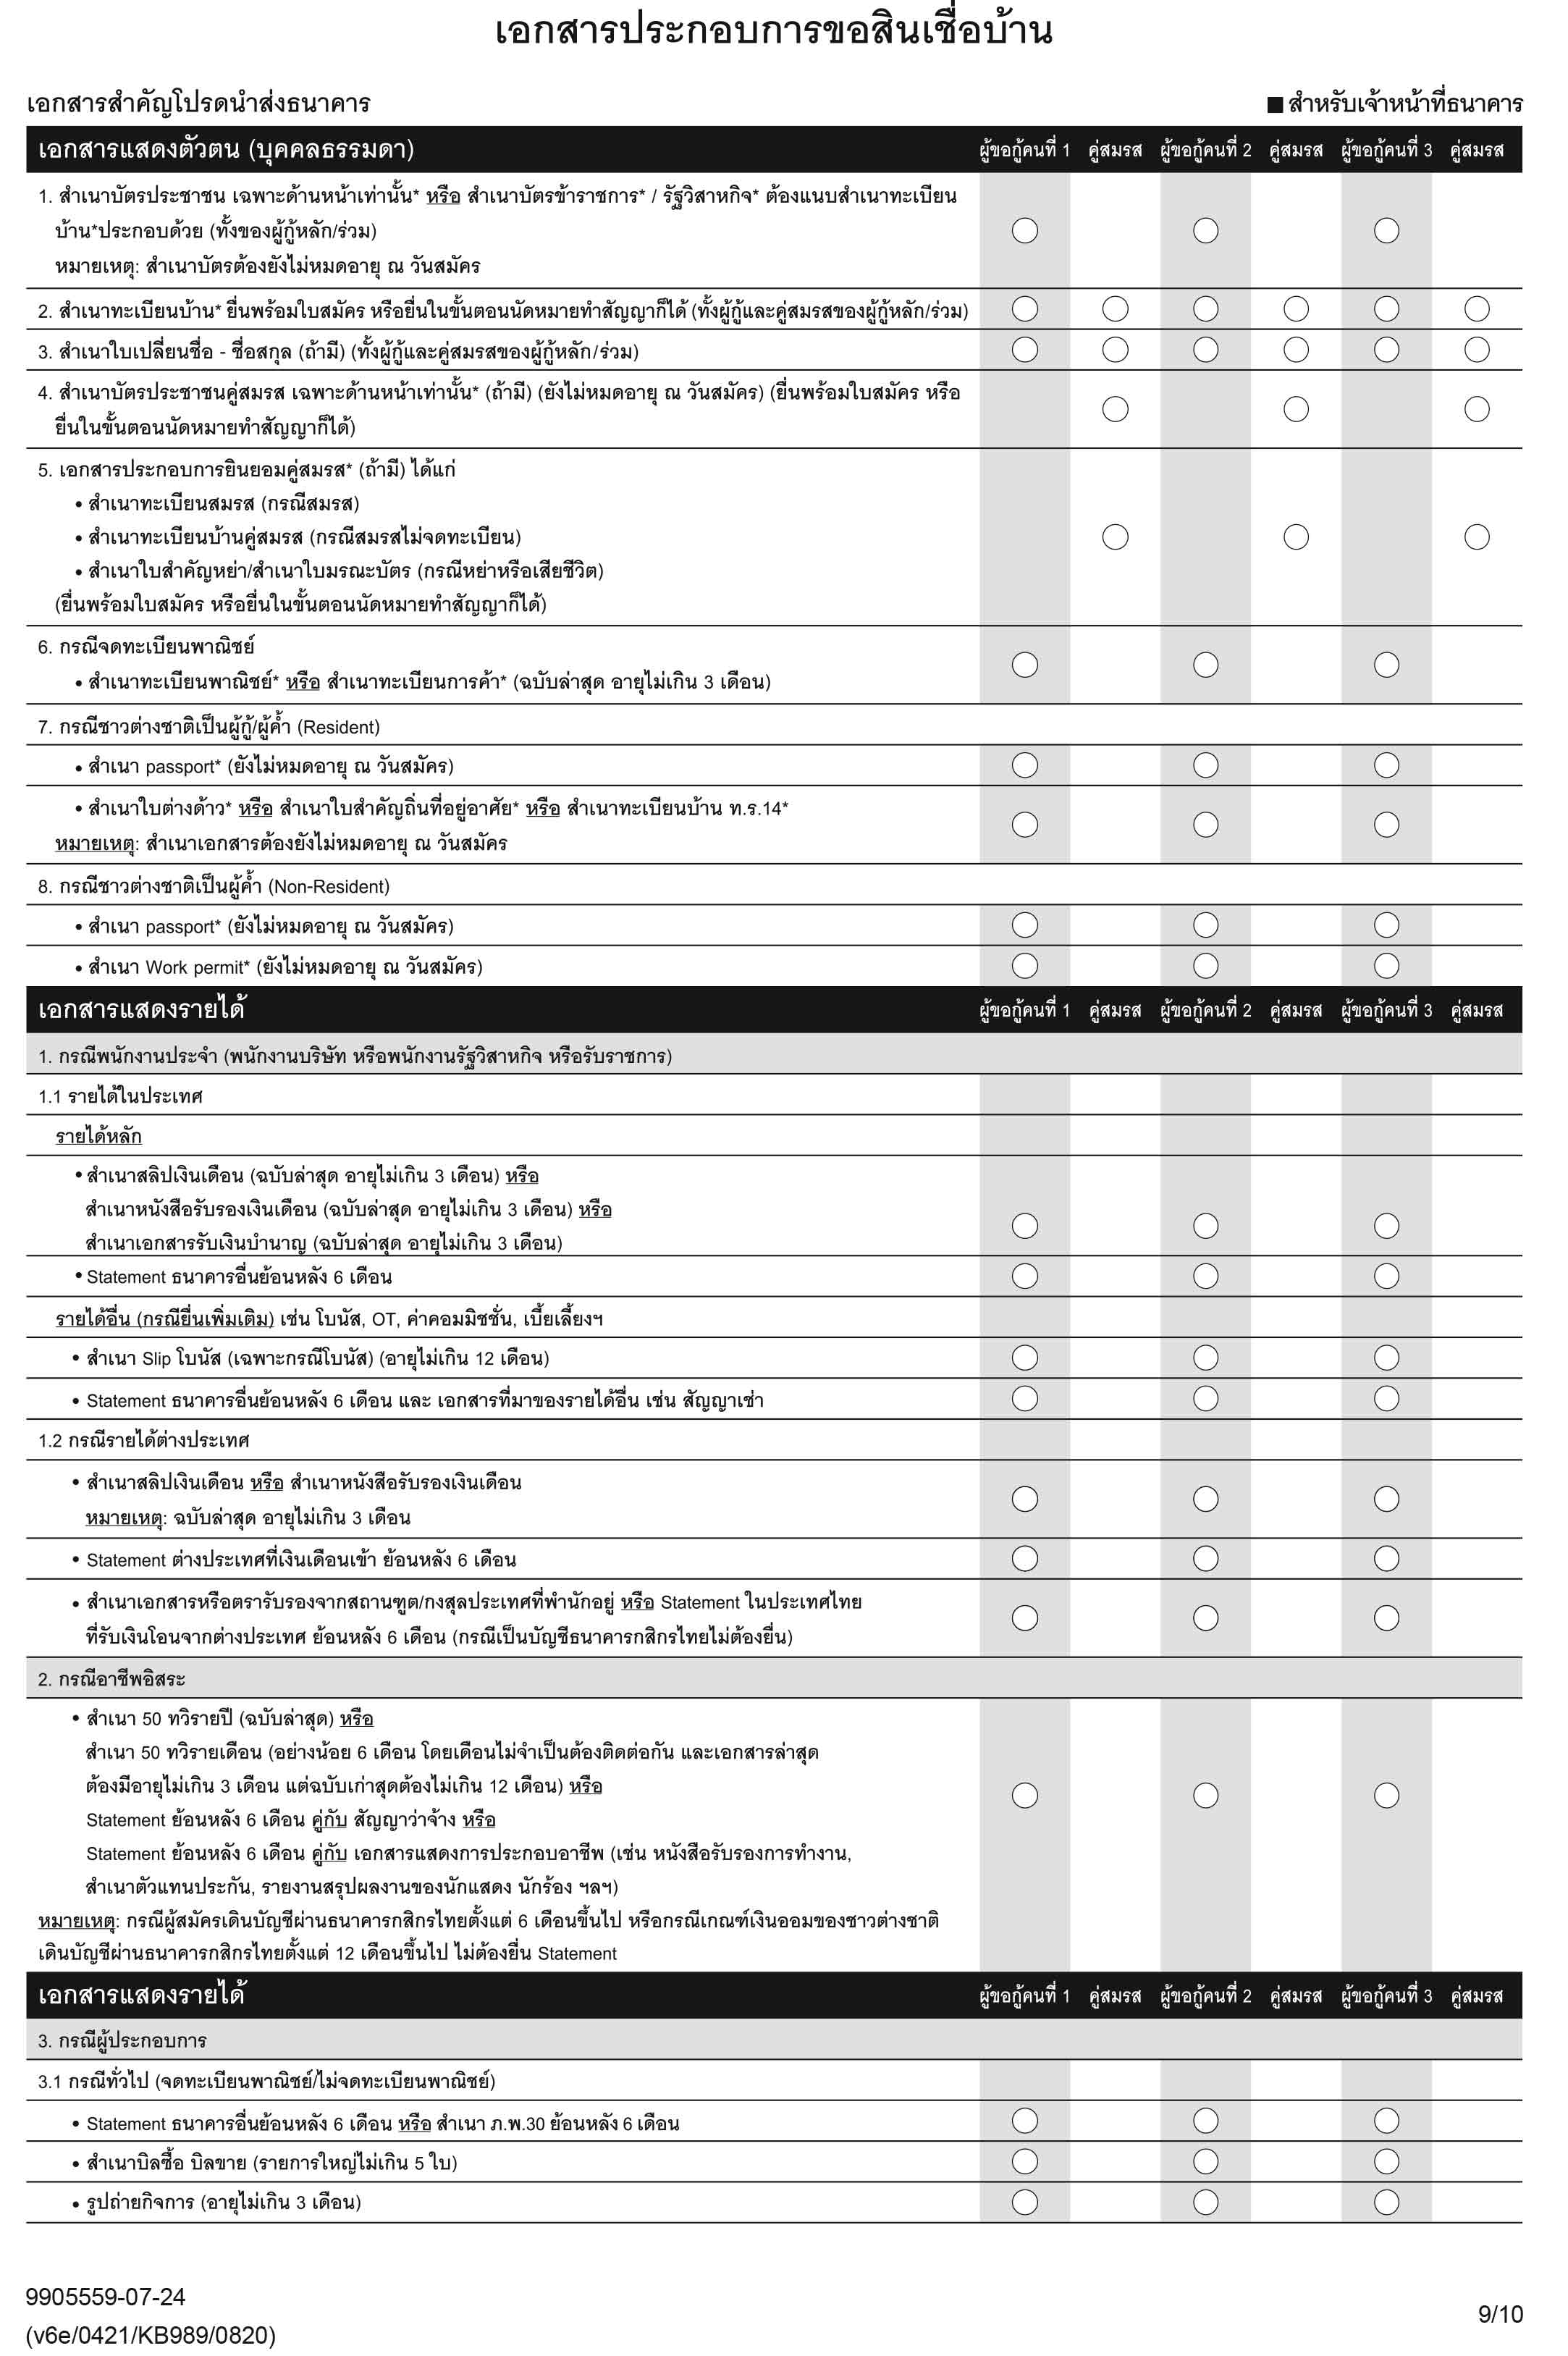 เอกสารประกอบการขอสินเชื่อบ้าน
เอกสารสำคัญโปรดนำส่งธนาคาร
■ สำหรับเจ้าหน้าที่ธนาคาร
เอกสารแสดงตัวตน (บุคคลธรรมดา) ผู้ขอกู้คนที่ 1 คู่สมรส ผู้ขอกู้คนที่ 2 คู่สมรส ผู้ขอกู้คนที่ 3 คู่สมรส
1. สำเนาบัตรประชาชน เฉพาะด้านหน้าเท่านั้น* หรือ สำเนาบัตรข้าราชการ* / รัฐวิสาหกิจ* ต้องแนบสำเนาทะเบียน
บ้าน*ประกอบด้วย (ทั้งของผู้กู้หลัก/ร่วม)
หมายเหตุ: สำเนาบัตรต้องยังไม่หมดอายุ ณ วันสมัคร
2. สำเนาทะเบียนบ้าน* ยื่นพร้อมใบสมัคร หรือยื่นในขั้นตอนนัดหมายทำสัญญาก็ได้ (ทั้งผู้กู้และคู่สมรสของผู้กู้หลัก/ร่วม)
3. สำเนาใบเปลี่ยนชื่อ - ชื่อสกุล (ถ้ามี) (ทั้งผู้กู้และคู่สมรสของผู้กู้หลัก/ร่วม)
4. สำเนาบัตรประชาชนคู่สมรส เฉพาะด้านหน้าเท่านั้น* (ถ้ามี) (ยังไม่หมดอายุ ณ วันสมัคร) (ยื่นพร้อมใบสมัคร หรือ
ยื่นในขั้นตอนนัดหมายทำสัญญาก็ได้)
5. เอกสารประกอบการยินยอมคู่สมรส* (ถ้ามี) ได้แก่
• สำเนาทะเบียนสมรส (กรณีสมรส)
• สำเนาทะเบียนบ้านคู่สมรส (กรณีสมรสไม่จดทะเบียน)
• สำเนาใบสำคัญหย่า/สำเนาใบมรณะบัตร (กรณีหย่าหรือเสียชีวิต)
(ยื่นพร้อมใบสมัคร หรือยื่นในขั้นตอนนัดหมายทำสัญญาก็ได้)
6. กรณีจดทะเบียนพาณิชย์
• สำเนาทะเบียนพาณิชย์* หรือ สำเนาทะเบียนการค้า* (ฉบับล่าสุด อายุไม่เกิน 3 เดือน)
7. กรณีชาวต่างชาติเป็นผู้กู้/ผู้ค้ำ (Resident)
• สำเนา passport* (ยังไม่หมดอายุ ณ วันสมัคร)
• สำเนาใบต่างด้าว* หรือ สำเนาใบสำคัญถิ่นที่อยู่อาศัย* หรือ สำเนาทะเบียนบ้าน ท.ร.14*
หมายเหตุ: สำเนาเอกสารต้องยังไม่หมดอายุ ณ วันสมัคร
8. กรณีชาวต่างชาติเป็นผู้ค้ำ (Non-Resident)
• สำเนา passport* (ยังไม่หมดอายุ ณ วันสมัคร)
• สำเนา Work permit* (ยังไม่หมดอายุ ณ วันสมัคร)
เอกสารแสดงรายได้ ผู้ขอกู้คนที่ 1 คู่สมรส ผู้ขอกู้คนที่ 2 คู่สมรส ผู้ขอกู้คนที่ 3 คู่สมรส
1. กรณีพนักงานประจำ (พนักงานบริษัท หรือพนักงานรัฐวิสาหกิจ หรือรับราชการ)
1.1 รายได้ในประเทศ
รายได้หลัก
• สำเนาสลิปเงินเดือน (ฉบับล่าสุด อายุไม่เกิน 3 เดือน) หรือ
สำเนาหนังสือรับรองเงินเดือน (ฉบับล่าสุด อายุไม่เกิน 3 เดือน) หรือ
สำเนาเอกสารรับเงินบำนาญ (ฉบับล่าสุด อายุไม่เกิน 3 เดือน)
• Statement ธนาคารอื่นย้อนหลัง 6 เดือน
รายได้อื่น (กรณียื่นเพิ่มเติม) เช่น โบนัส, OT, ค่าคอมมิชชั่น, เบี้ยเลี้ยงฯ
• สำเนา Slip โบนัส (เฉพาะกรณีโบนัส) (อายุไม่เกิน 12 เดือน)
• Statement ธนาคารอื่นย้อนหลัง 6 เดือน และ เอกสารที่มาของรายได้อื่น เช่น สัญญาเช่า
1.2 กรณีรายได้ต่างประเทศ
• สำเนาสลิปเงินเดือน หรือ สำเนาหนังสือรับรองเงินเดือน
หมายเหตุ: ฉบับล่าสุด อายุไม่เกิน 3 เดือน
• Statement ต่างประเทศที่เงินเดือนเข้า ย้อนหลัง 6 เดือน
• สำเนาเอกสารหรือตรารับรองจากสถานฑูต/กงสุลประเทศที่พำนักอยู่ หรือ Statement ในประเทศไทย
ที่รับเงินโอนจากต่างประเทศ ย้อนหลัง 6 เดือน (กรณีเป็นบัญชีธนาคารกสิกรไทยไม่ต้องยื่น)
2. กรณีอาชีพอิสระ
• สำเนา 50 ทวิรายปี (ฉบับล่าสุด) หรือ
สำเนา 50 ทวิรายเดือน (อย่างน้อย 6 เดือน โดยเดือนไม่จำเป็นต้องติดต่อกัน และเอกสารล่าสุด
ต้องมีอายุไม่เกิน 3 เดือน แต่ฉบับเก่าสุดต้องไม่เกิน 12 เดือน) หรือ
Statement ย้อนหลัง 6 เดือน คู่กับ สัญญาว่าจ้าง หรือ
Statement ย้อนหลัง 6 เดือน คู่กับ เอกสารแสดงการประกอบอาชีพ (เช่น หนังสือรับรองการทำงาน,
สำเนาตัวแทนประกัน, รายงานสรุปผลงานของนักแสดง นักร้อง ฯลฯ)
หมายเหตุ: กรณีผู้สมัครเดินบัญชีผ่านธนาคารกสิกรไทยตั้งแต่ 6 เดือนขึ้นไป หรือกรณีเกณฑ์เงินออมของชาวต่างชาติ
เดินบัญชีผ่านธนาคารกสิกรไทยตั้งแต่ 12 เดือนขึ้นไป ไม่ต้องยื่น Statement
เอกสารแสดงรายได้ ผู้ขอกู้คนที่ 1 คู่สมรส ผู้ขอกู้คนที่ 2 คู่สมรส ผู้ขอกู้คนที่ 3 คู่สมรส
3. กรณีผู้ประกอบการ
3.1 กรณีทั่วไป (จดทะเบียนพาณิชย์/ไม่จดทะเบียนพาณิชย์)
• Statement ธนาคารอื่นย้อนหลัง 6 เดือน หรือ สำเนา ภ.พ.30 ย้อนหลัง 6 เดือน
• สำเนาบิลซื้อ บิลขาย (รายการใหญ่ไม่เกิน 5 ใบ)
• รูปถ่ายกิจการ (อายุไม่เกิน 3 เดือน)
9905559-07-24
(v6e/0421/KB989/0820)
9/10